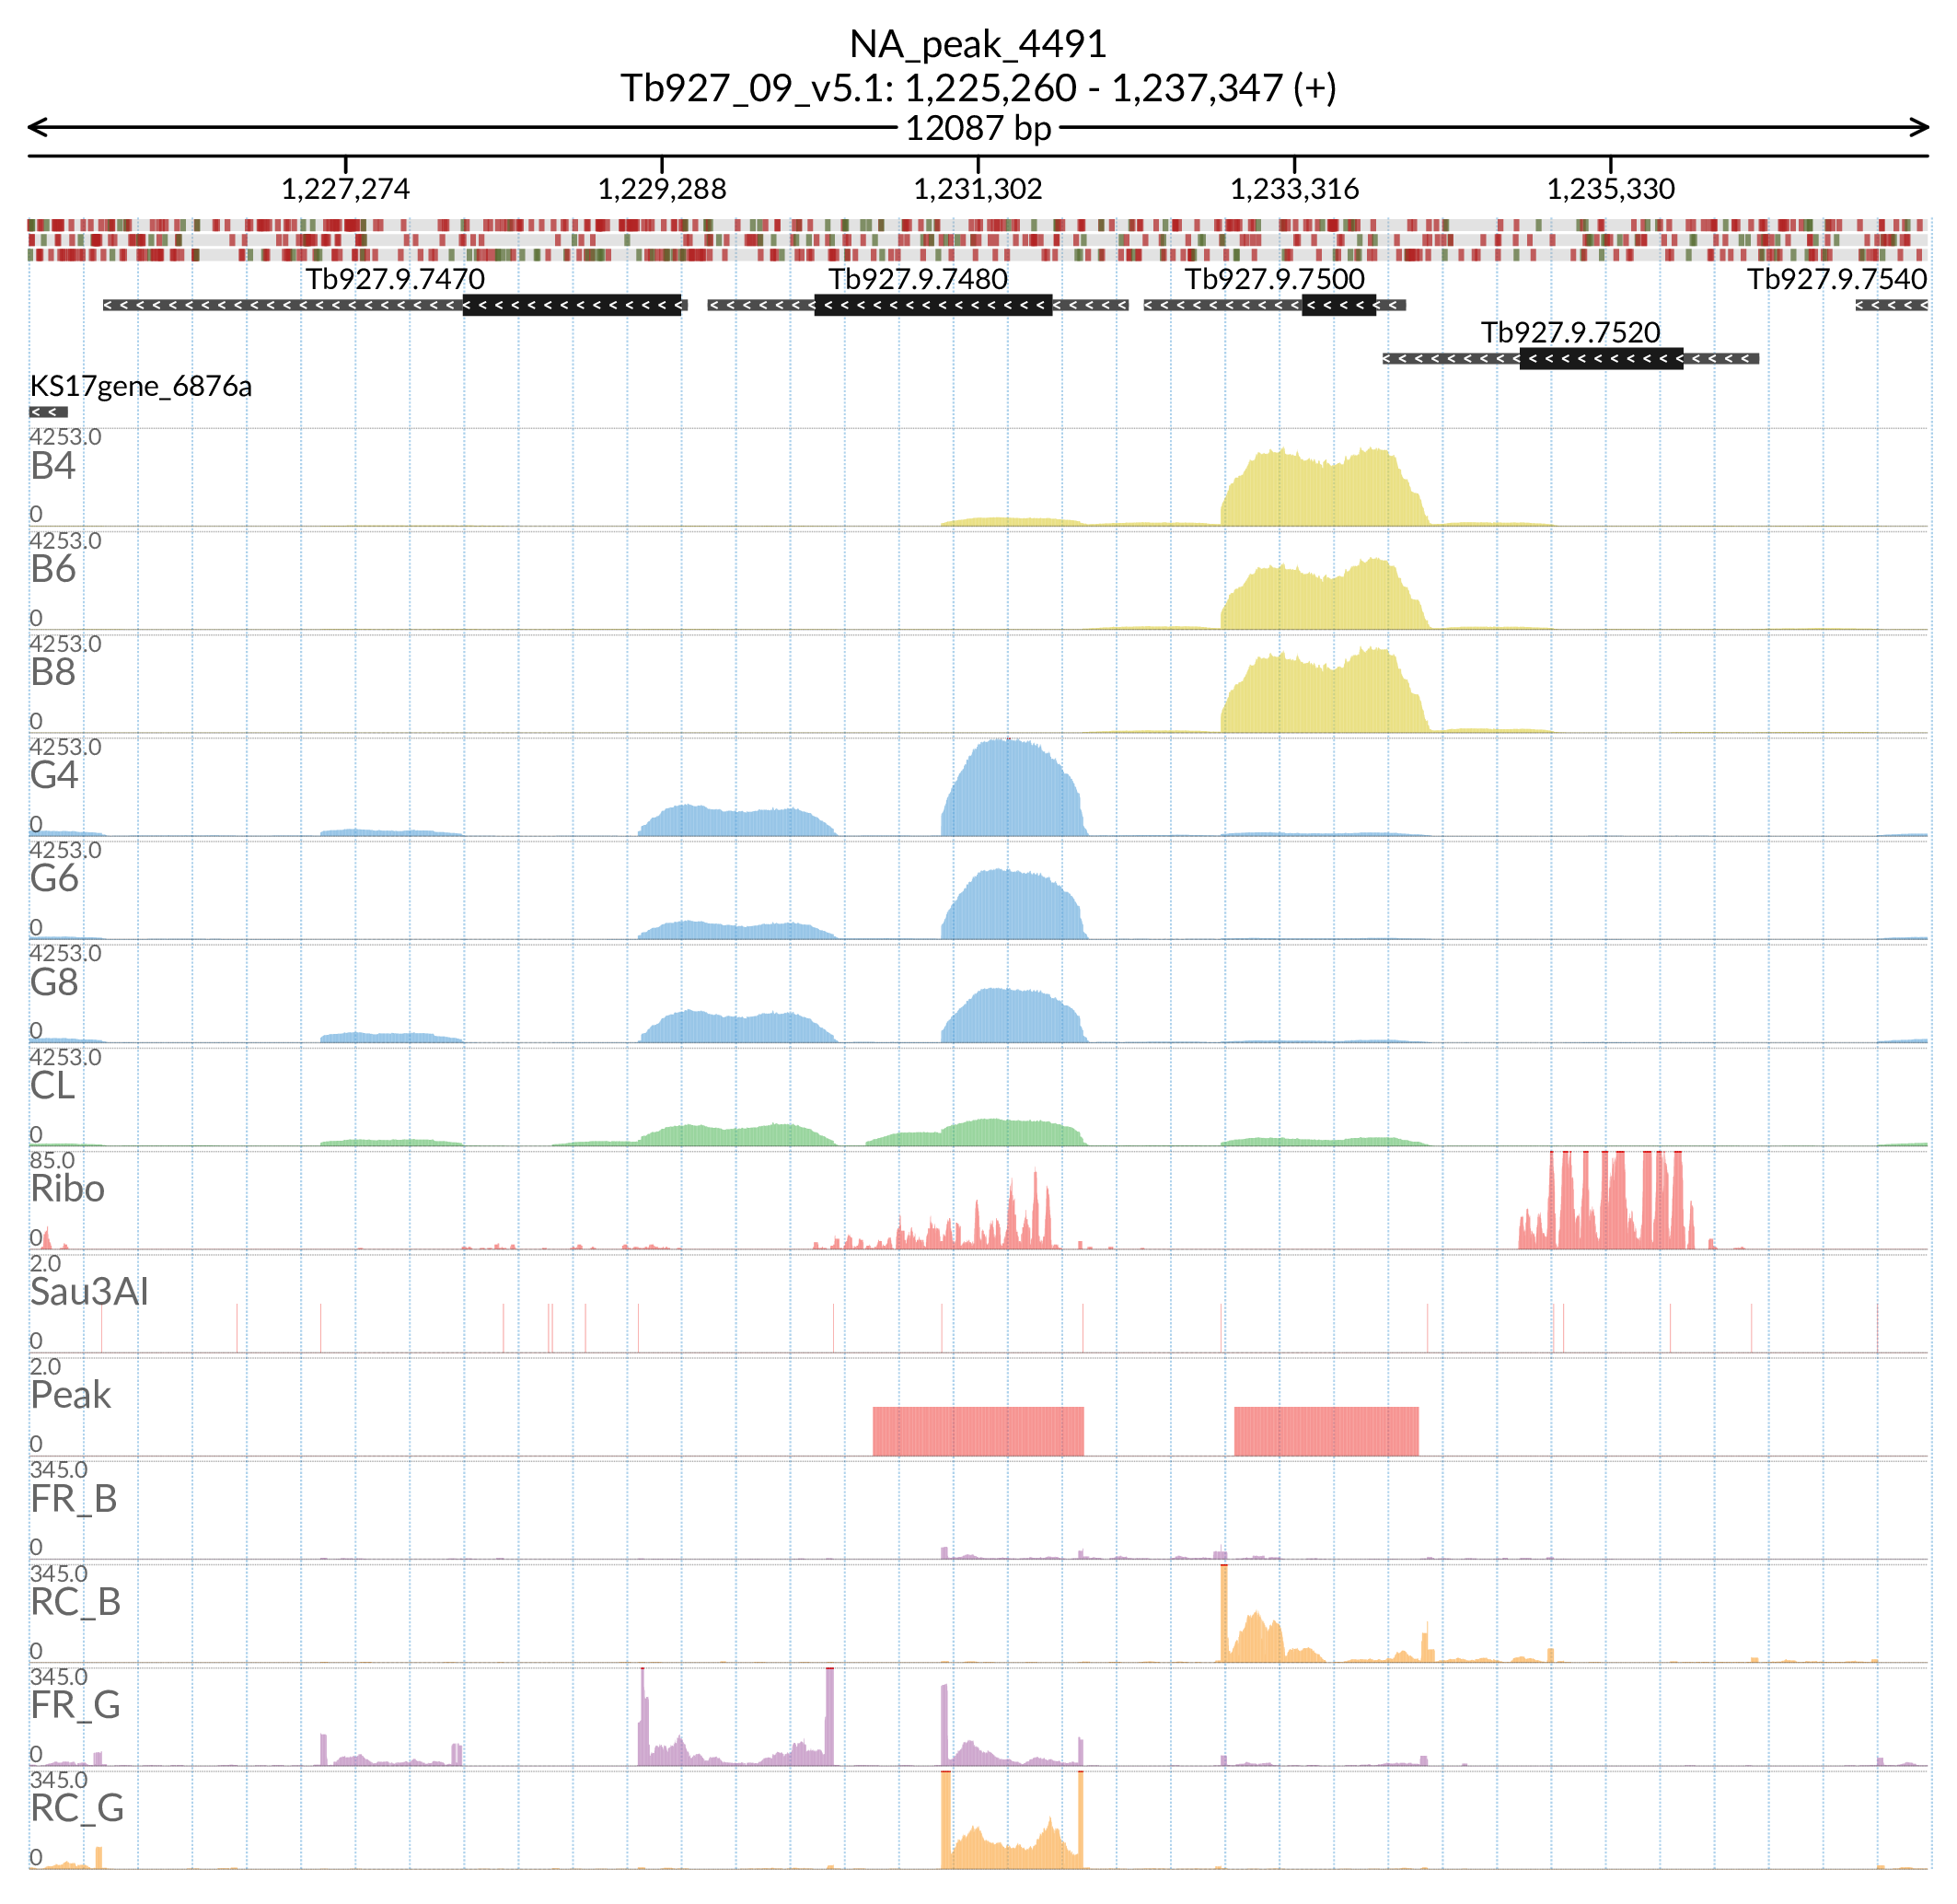 NA_peak_4491
Tb927_09_v5.1: 1,225,260 - 1,237,347 (+)
12087 bp
1,227,274 1,229,288 1,231,302 1,233,316 1,235,330
Tb927.9.7470 Tb927.9.7480 Tb927.9.7500 Tb927.9.7540
Tb927.9.7520
KS17gene_6876a
4253.0
B4
0
4253.0
B6
0
4253.0
B8
0
4253.0
G4
0
4253.0
G6
0
4253.0
G8
0
4253.0
CL
0
85.0
Ribo
0
2.0
Sau3AI
0
2.0
Peak
0
345.0
FR_B
0
345.0
RC_B
0
345.0
FR_G
0
345.0
RC_G
0